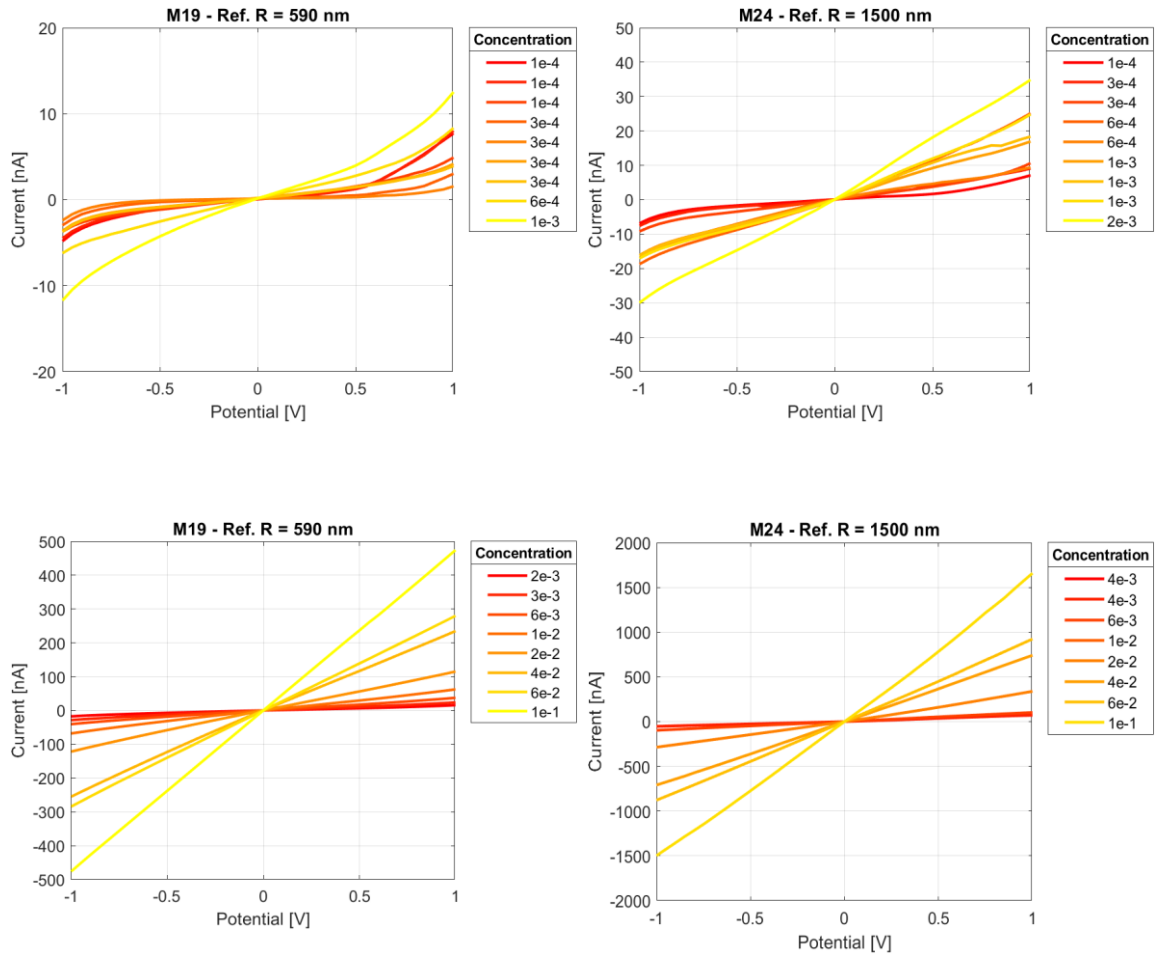 M19 - Ref. R = 590 nm
20
10
0
-10
-20
Current [nA]
-1
-0.5
0
0.5
1
Potential [V]
Concentration
1e-4
1e-4
1e-4
3e-4
3e-4
3e-4
3e-4
6e-4
1e-3
M24 - Ref. R = 1500 nm
50
40
30
20
10
0
-10
-20
-30
-40
-50
Current [nA]
-1
-0.5
0
0.5
1
Potential [V]
Concentration
1e-4
3e-4
3e-4
6e-4
6e-4
1e-3
1e-3
1e-3
2e-3
M19 - Ref. R = 590 nm
500
400
300
200
100
0
-100
-200
-300
-400
-500
Current [nA]
-1
-0.5
0
0.5
1
Potential [V]
Concentration
2e-3
3e-3
6e-3
1e-2
2e-2
4e-2
6e-2
1e-1
M24 - Ref. R = 1500 nm
2000
1500
1000
500
0
-500
-1000
-1500
-2000
Current [nA]
-1
-0.5
0
0.5
1
Potential [V]
Concentration
4e-3
4e-3
6e-3
1e-2
2e-2
4e-2
6e-2
1e-1